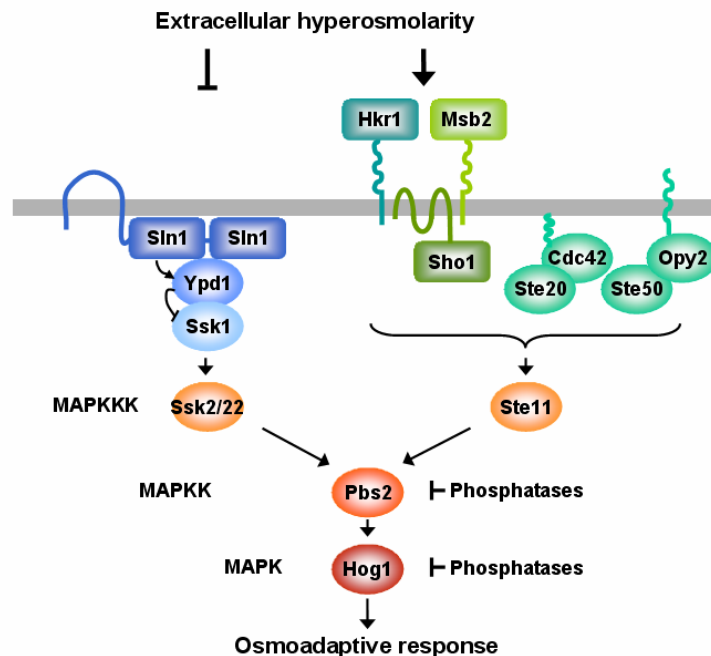 Extracellular hyperosmolarity
Hkr1 Msb2
Sln1 Sln1
Sho1
Cdc42 Opy2
Ypd1
Ste20 Ste50
Ssk1
MAPKKK Ssk2/22 Ste11
MAPKK Pbs2 Phosphatases
MAPK Hog1 Phosphatases
Osmoadaptive response